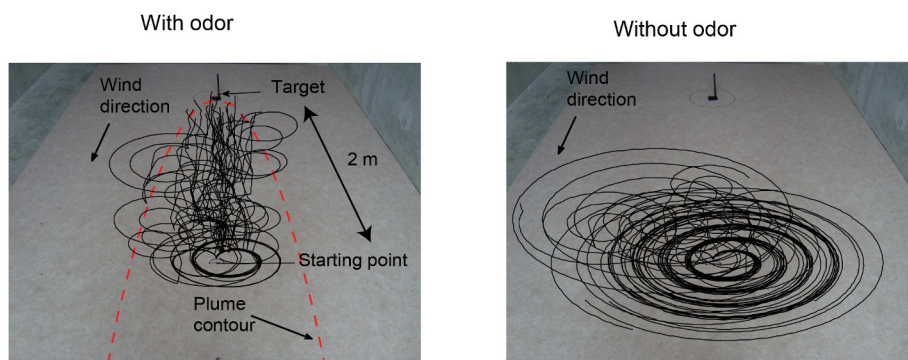 With odor
Wind
direction
Target
2 m
Starting point
Plume
contour
Without odor
Wind
direction